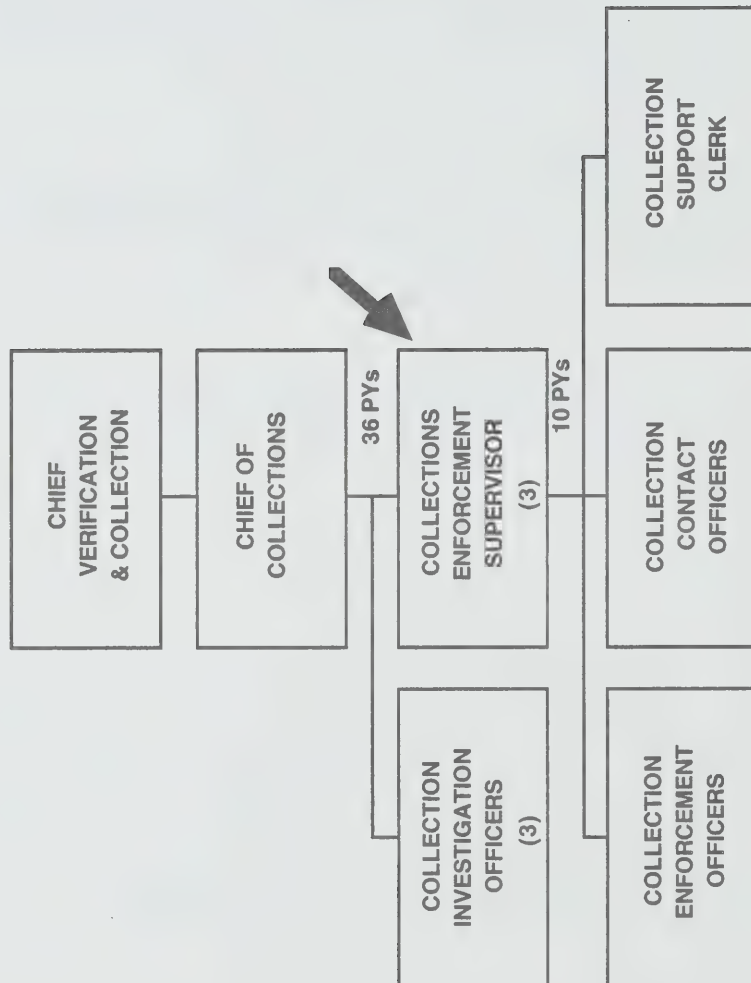 CHIEF
VERIFICATION
& COLLECTION
CHIEF OF
COLLECTIONS
36 PYs
COLLECTION
INVESTIGATION
OFFICERS
(3)
COLLECTIONS
ENFORCEMENT
SUPERVISOR
(3)
10 PYs
COLLECTION
ENFORCEMENT
OFFICERS
COLLECTION
CONTACT
OFFICERS
COLLECTION
SUPPORT
CLERK